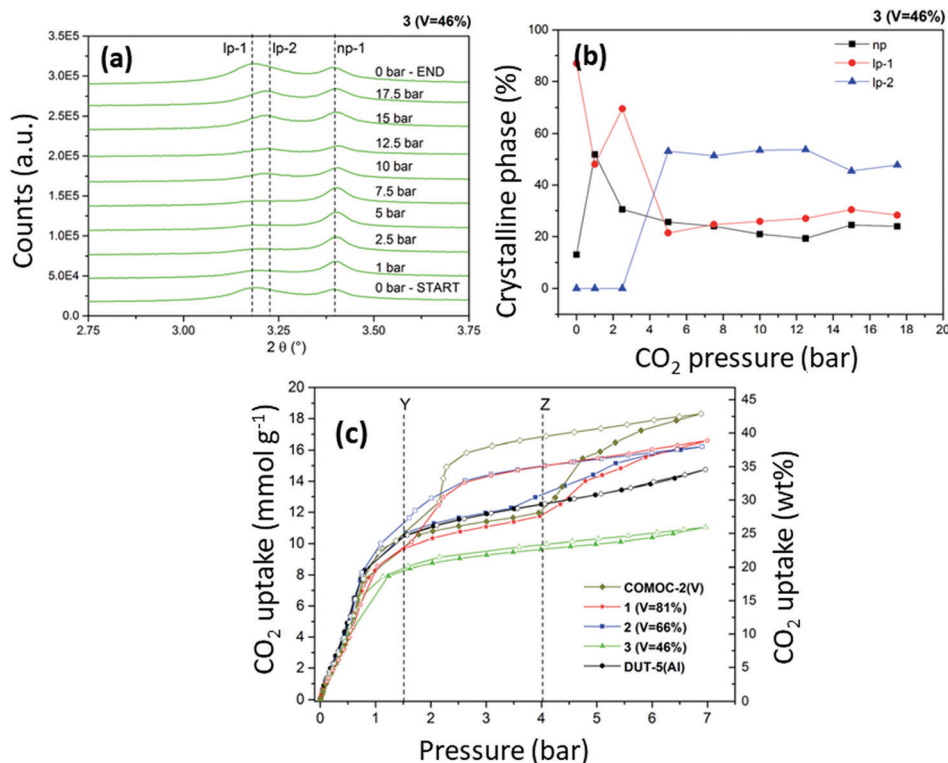 3 (V=46%)
(a)
lp-1
lp-2
np-1
3.0E5
2.5E5
2.0E5
1.5E5
1.0E5
5.0E4
0.0
Counts (a.u.)
0 bar - END
17.5 bar
15 bar
12.5 bar
10 bar
7.5 bar
5 bar
2.5 bar
1 bar
0 bar - START
2.75 3.00 3.25 3.50 3.75
2 θ (°)
3 (V=46%)
(b)
np
lp-1
lp-2
100
80
60
40
20
0
Crystalline phase (%)
0 2 4 6 8 10 12 14 16 18 20
CO2 pressure (bar)
(c)
Y
Z
20
18
16
14
12
10
8
6
4
2
0
CO2 uptake (mmol g-1)
45
40
35
30
25
20
15
10
5
0
CO2 uptake (wt%)
COMOC-2(V)
1 (V=81%)
2 (V=66%)
3 (V=46%)
DUT-5(Al)
0 1 2 3 4 5 6 7
Pressure (bar)